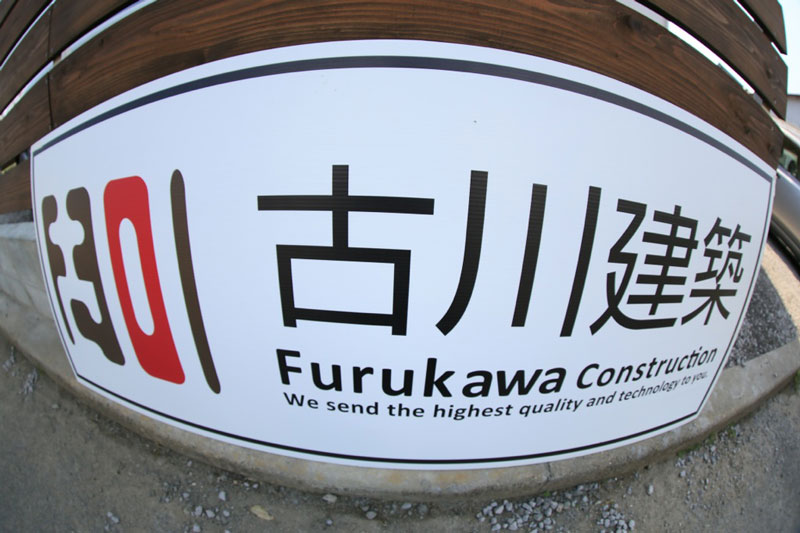 古川建築
Furukawa Construction
We send the highest quality and technology to you.